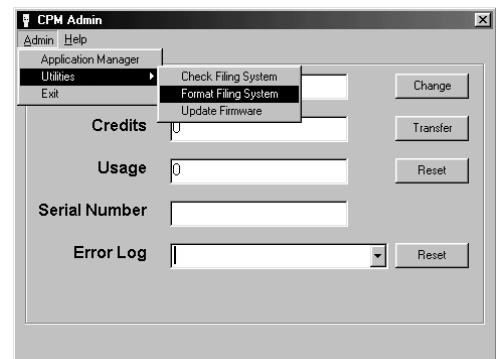 CPM Admin
Admin Help
Application Manager
Utilities
Exit
Check Filing System
Format Filing System
Update Firmware
Change
Credits 0 Transfer
Usage 0 Reset
Serial Number
Error Log Reset